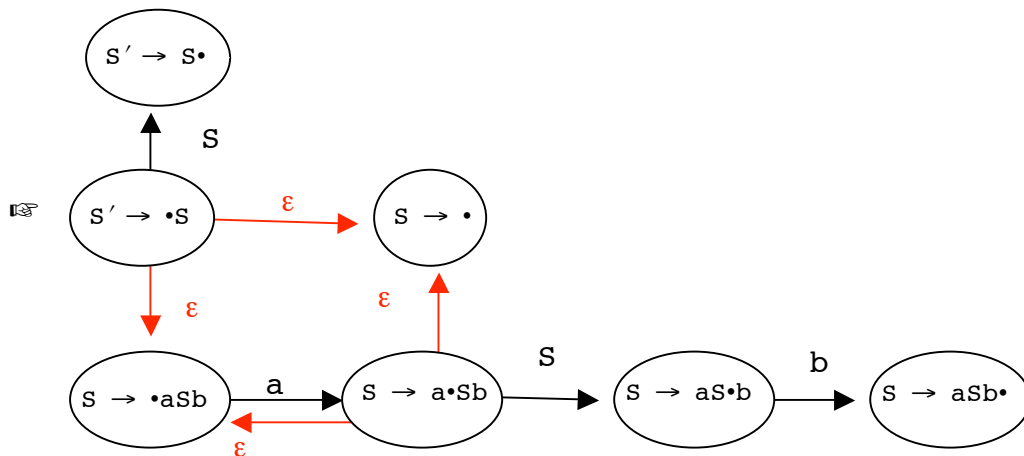 S′ → S•
S
☞ S′ → •S ε S → •
ε ε
S → •aSb a S → a•Sb S S → aS•b b S → aSb•
ε